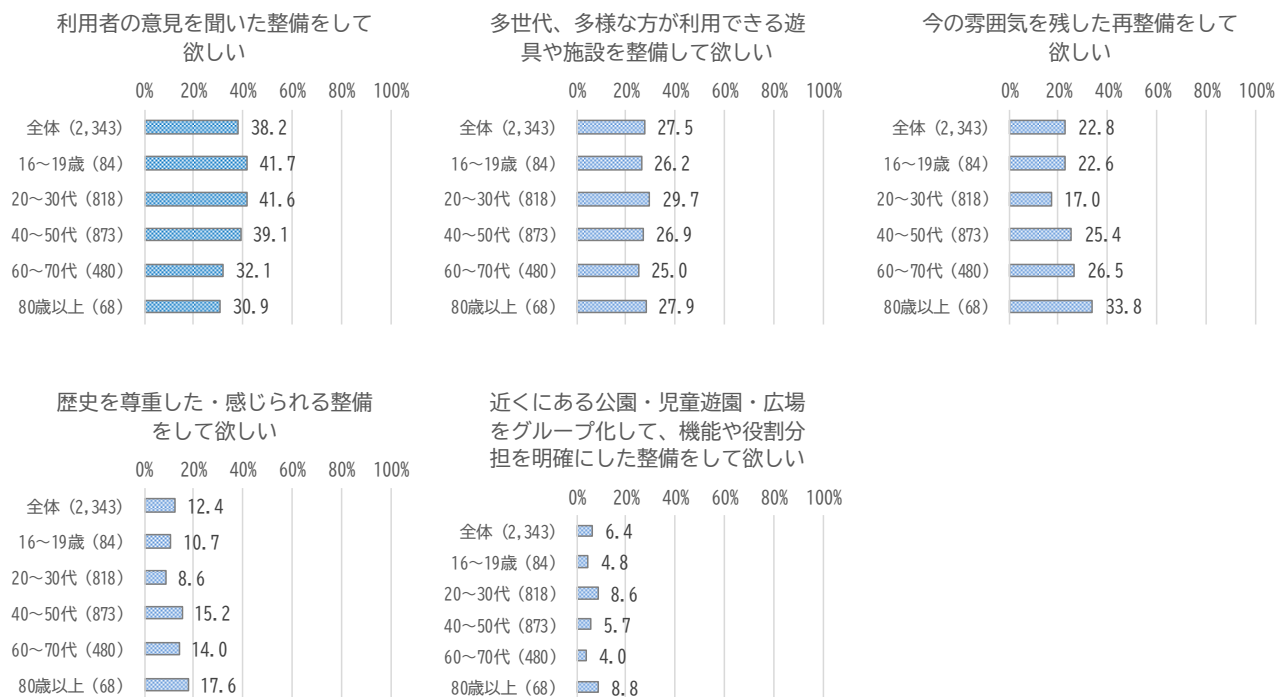 利用者の意見を聞いた整備をして
欲しい
0% 20% 40% 60% 80% 100%
全体（2,343） 38.2
16～19歳（84） 41.7
20～30代（818） 41.6
40～50代（873） 39.1
60～70代（480） 32.1
80歳以上（68） 30.9
多世代、多様な方が利用できる遊
具や施設を整備して欲しい
0% 20% 40% 60% 80% 100%
全体（2,343） 27.5
16～19歳（84） 26.2
20～30代（818） 29.7
40～50代（873） 26.9
60～70代（480） 25.0
80歳以上（68） 27.9
今の雰囲気を残した再整備をして
欲しい
0% 20% 40% 60% 80% 100%
全体（2,343） 22.8
16～19歳（84） 22.6
20～30代（818） 17.0
40～50代（873） 25.4
60～70代（480） 26.5
80歳以上（68） 33.8
歴史を尊重した・感じられる整備
をして欲しい
0% 20% 40% 60% 80% 100%
全体（2,343） 12.4
16～19歳（84） 10.7
20～30代（818） 8.6
40～50代（873） 15.2
60～70代（480） 14.0
80歳以上（68） 17.6
近くにある公園・児童遊園・広場
をグループ化して、機能や役割分
担を明確にした整備をして欲しい
0% 20% 40% 60% 80% 100%
全体（2,343） 6.4
16～19歳（84） 4.8
20～30代（818） 8.6
40～50代（873） 5.7
60～70代（480） 4.0
80歳以上（68） 8.8